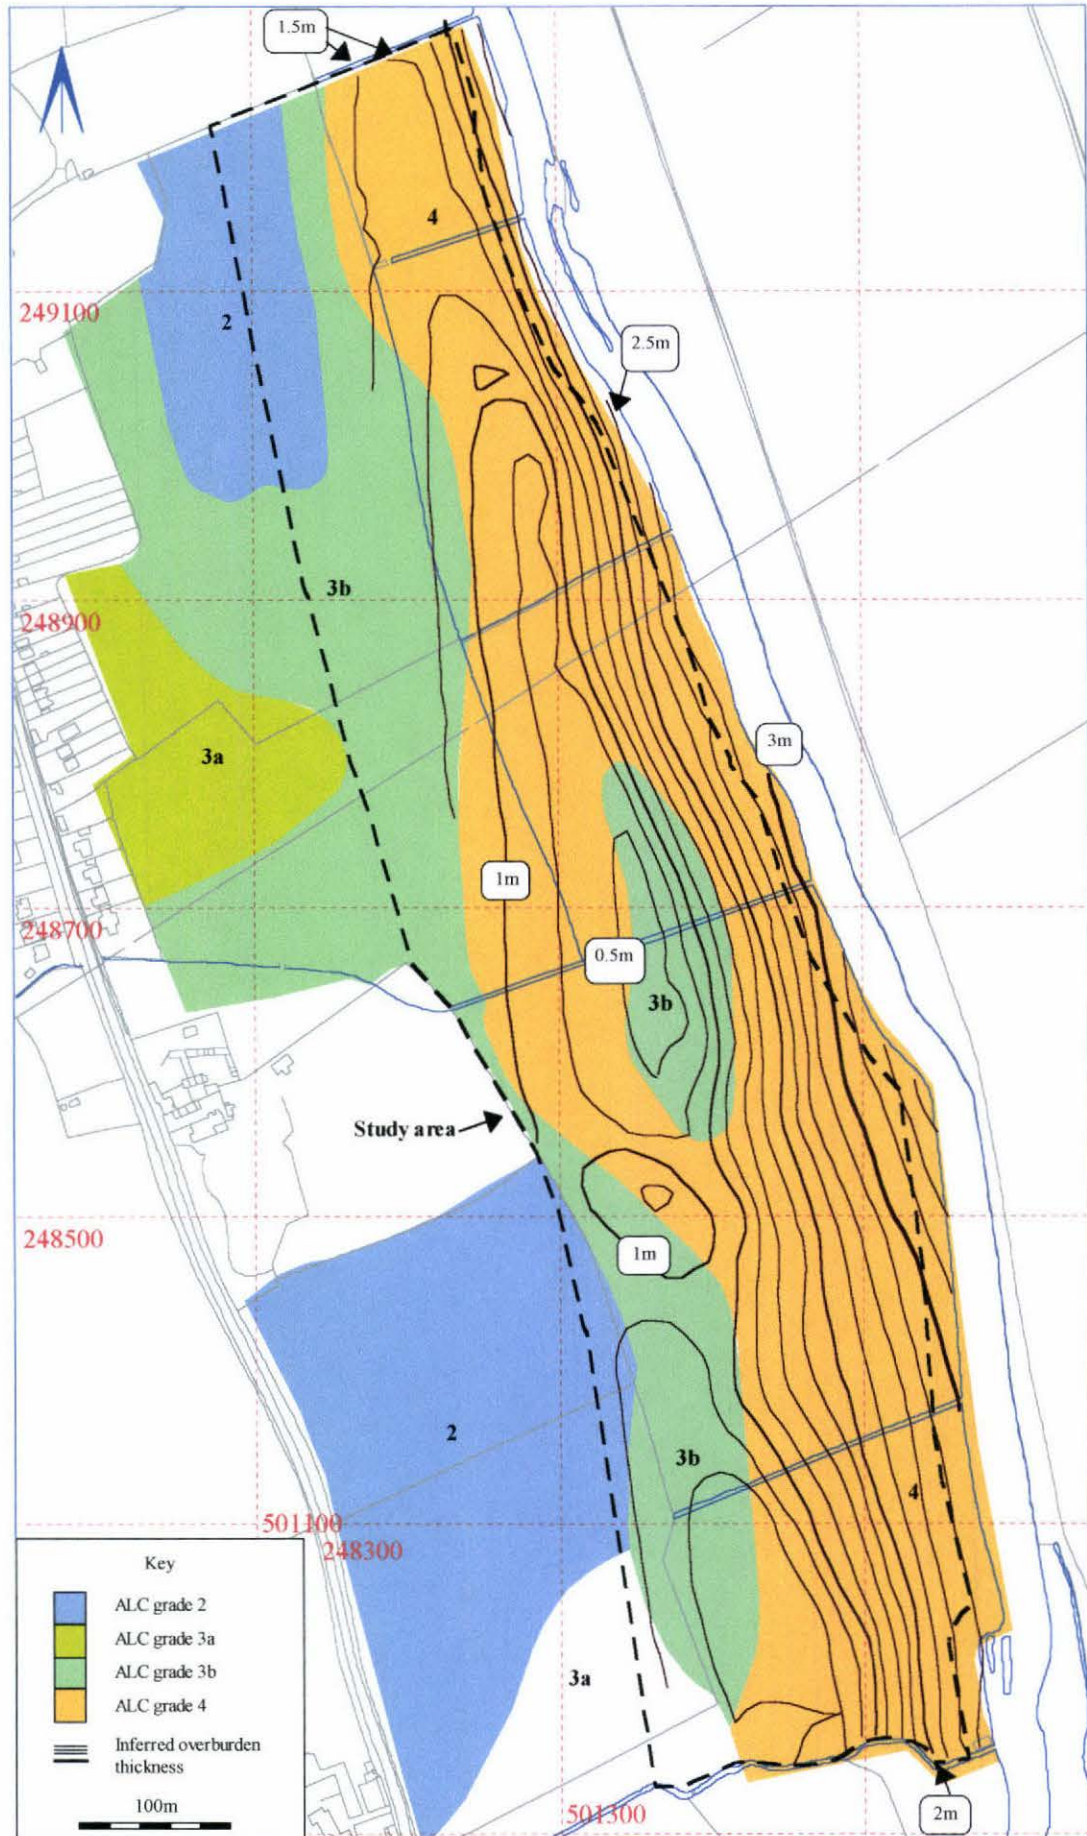 1.5m
4
249100
2
2.5m
248900
3b
3a
3m
1m
248700
0.5m
3b
Study area
248500
1m
2
3b
4
501100
248300
3a
501300
2m
Key
ALC grade 2
ALC grade 3a
ALC grade 3b
ALC grade 4
Inferred overburden
thickness
100m